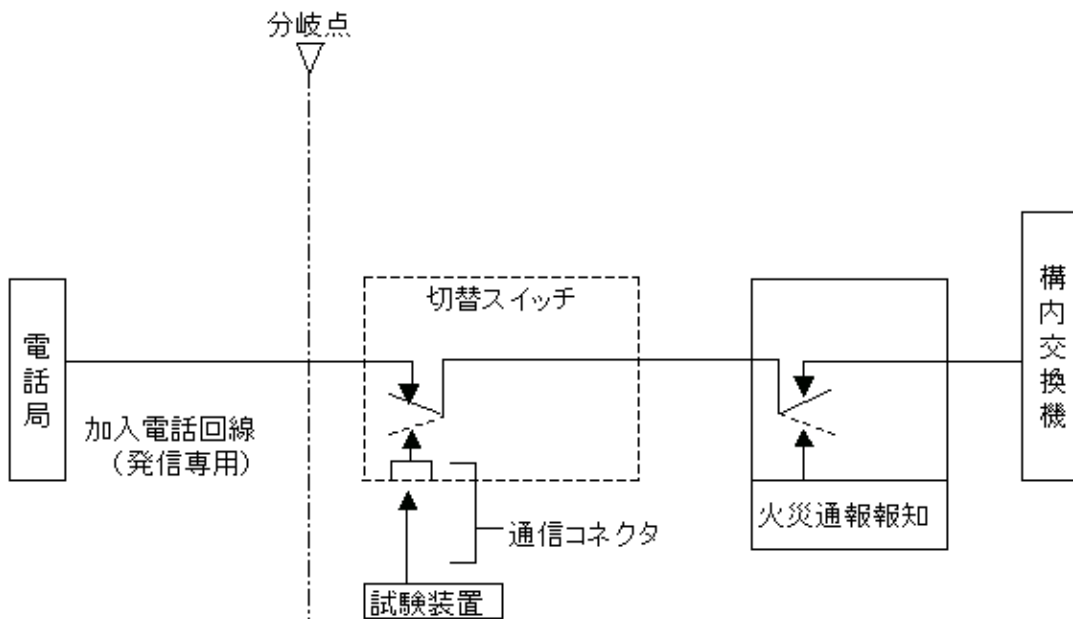 分岐点
切替スイッチ
電話局
加入電話回線
（発信専用）
通信コネクタ
試験装置
火災通報報知
構内交換機